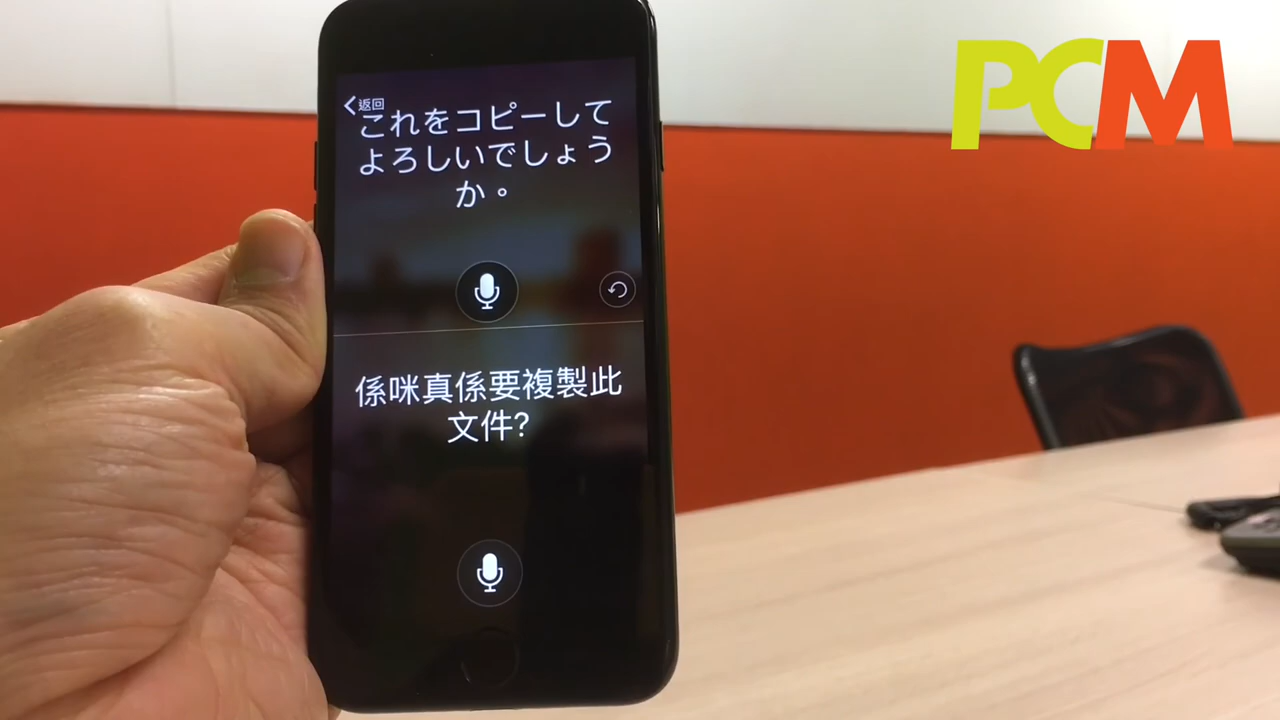 PCM
返回
これをコピーして
よろしいでしょう
か。
係咪真係要複製此
文件?